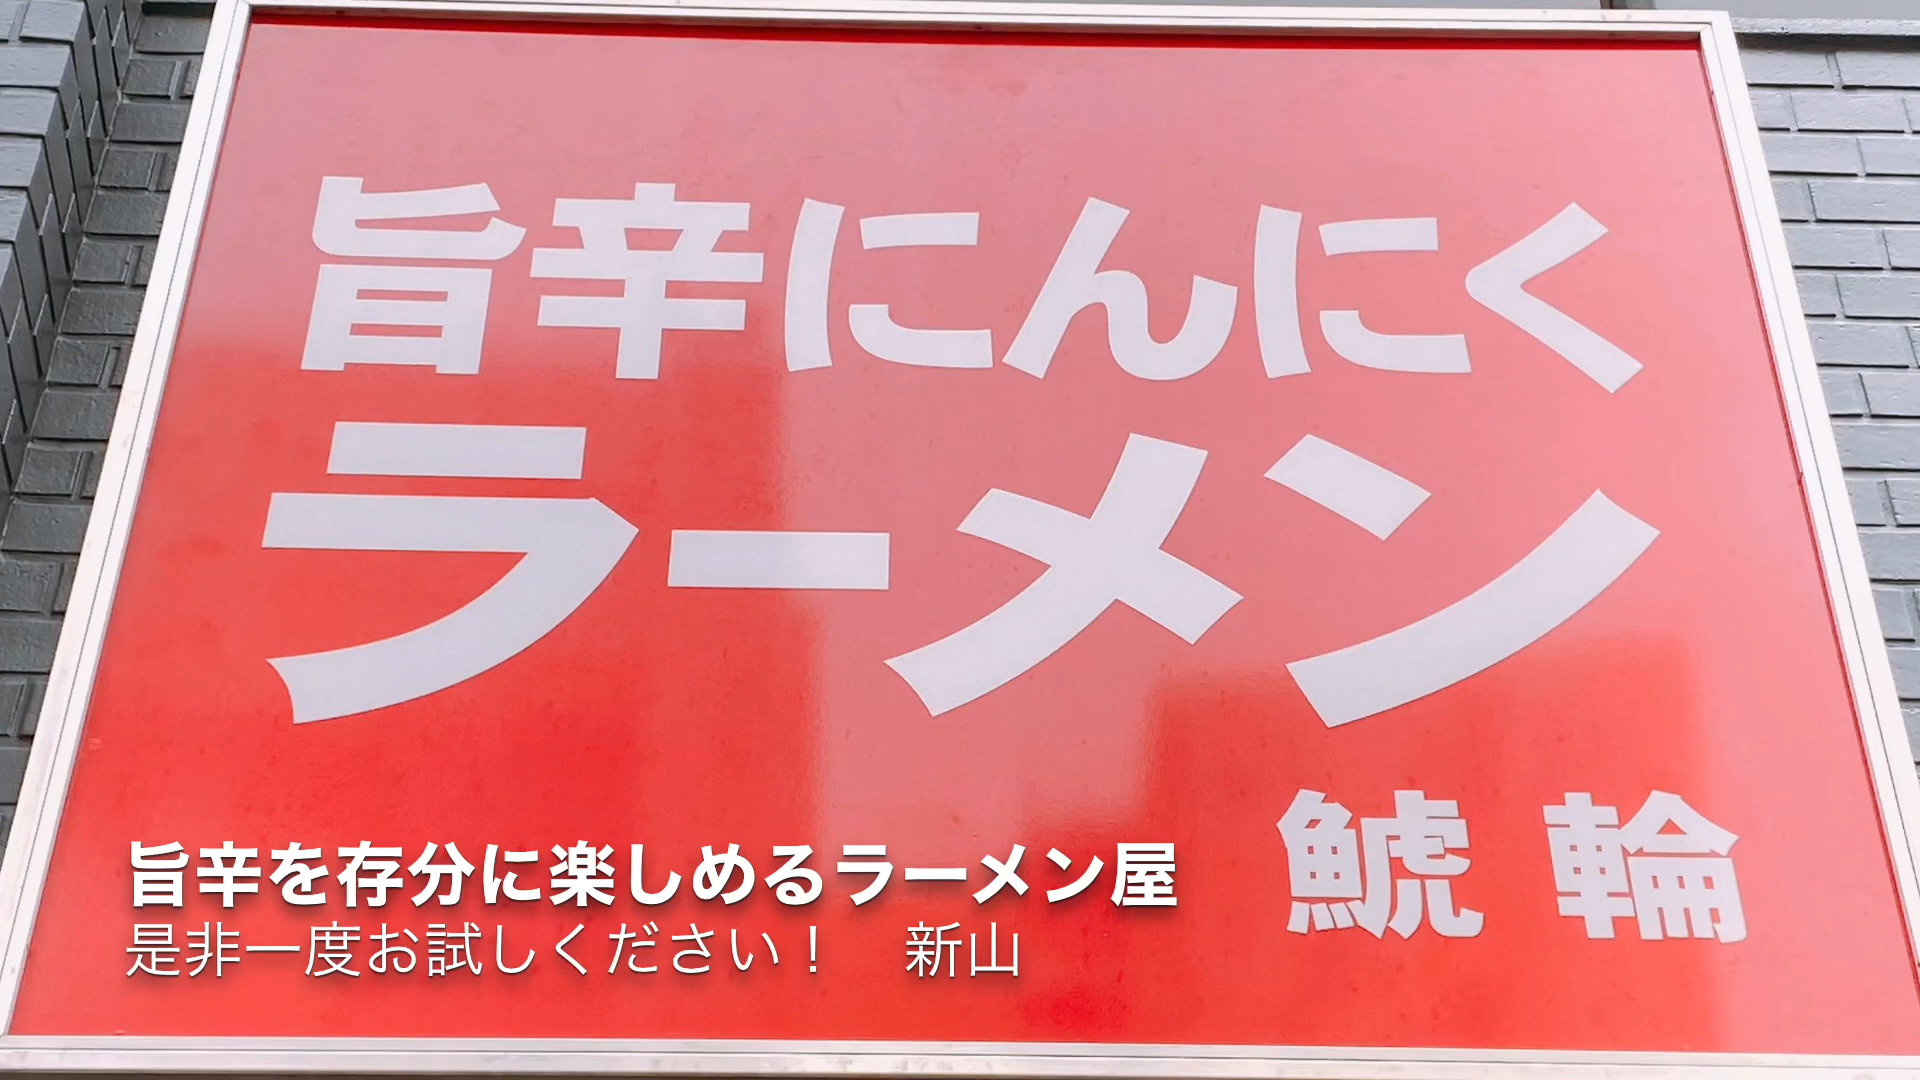 旨辛にんにく
ラーメン
鯱輪
旨辛を存分に楽しめるラーメン屋
是非一度お試しください！　新山